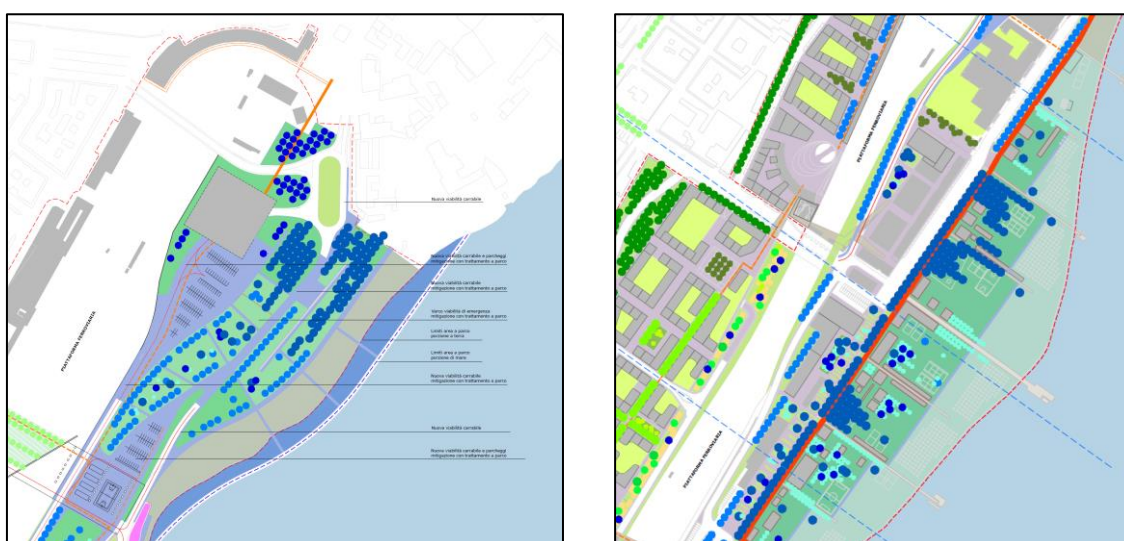 Nuova viabilità carrabile
Nuova viabilità carrabile e parcheggi
mitigazione con trattamento a parco
Nuova viabilità carrabile
mitigazione con trattamento a parco
Varco viabilità di emergenza
mitigazione con trattamento a parco
Limiti area a parco
porzione a terra
Limiti area a parco
porzione di mare
Nuova viabilità carrabile
mitigazione con trattamento a parco
Nuova viabilità carrabile
Nuova viabilità carrabile e parcheggi
mitigazione con trattamento a parco
PIATTAFORMA FERROVIARIA
PIATTAFORMA FERROVIARIA
PIATTAFORMA FERROVIARIA